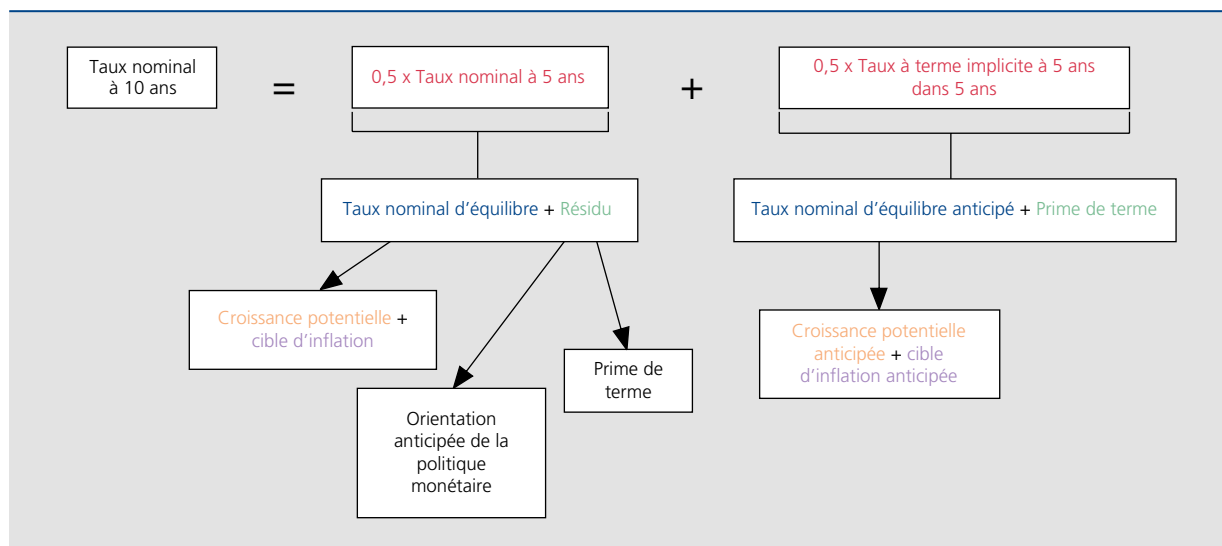 Taux nominal
à 10 ans
=
0,5 x Taux nominal à 5 ans
+
0,5 x Taux à terme implicite à 5 ans
dans 5 ans
Taux nominal d’équilibre + Résidu
Taux nominal d’équilibre anticipé + Prime de terme
Croissance potentielle +
cible d’inflation
Orientation
anticipée de la
politique
monétaire
Prime de
terme
Croissance potentielle
anticipée + cible
d’inflation anticipée